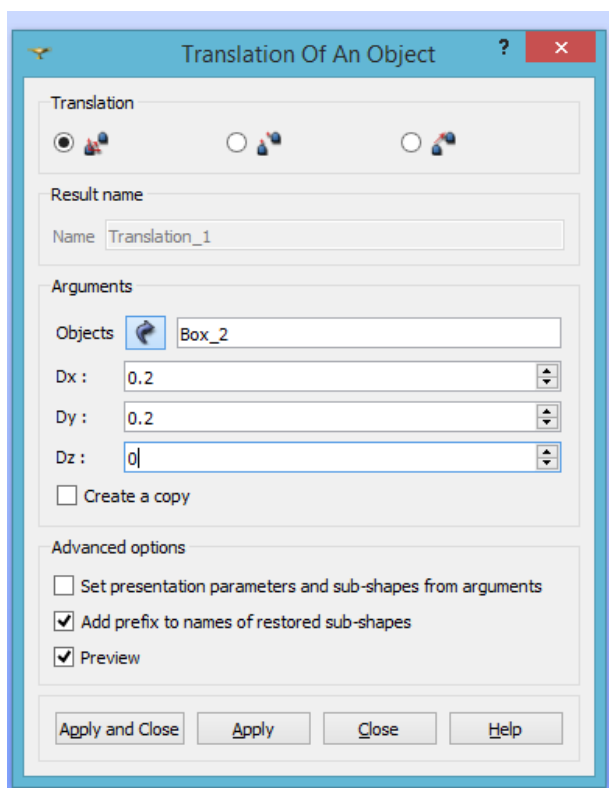 Translation Of An Object ? ×
Translation
Result name
Name Translation_1
Arguments
Objects Box_2
Dx : 0.2
Dy : 0.2
Dz : 0
Create a copy
Advanced options
Set presentation parameters and sub-shapes from arguments
Add prefix to names of restored sub-shapes
Preview
Apply and Close Apply Close Help